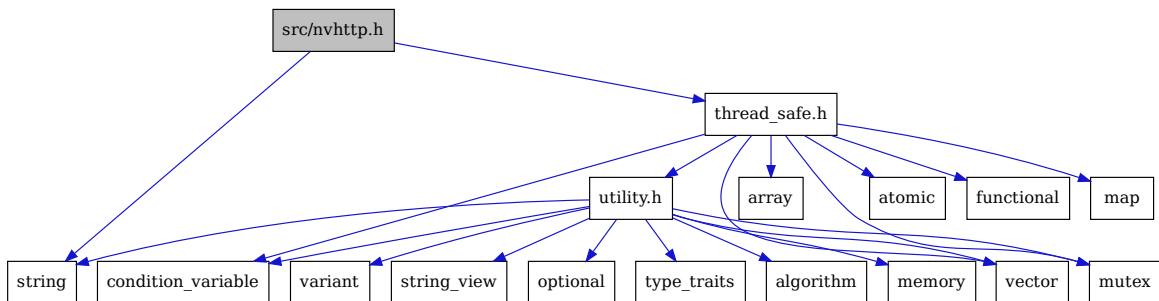 src/nvhttp.h
thread_safe.h
utility.h
array
atomic
functional
map
string
condition_variable
variant
string_view
optional
type_traits
algorithm
memory
vector
mutex